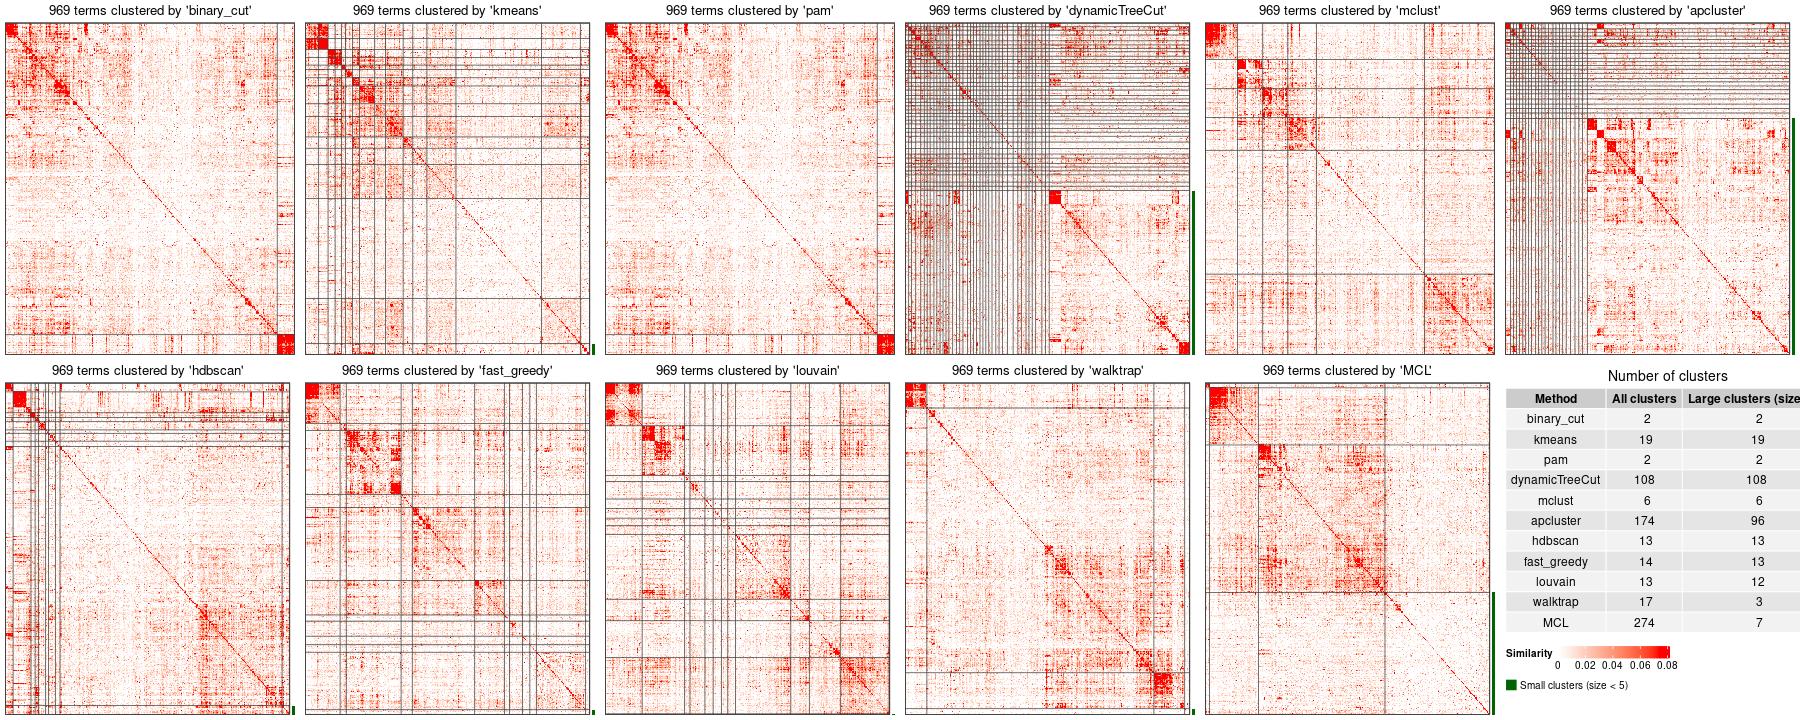 969 terms clustered by 'binary_cut'
969 terms clustered by 'kmeans'
969 terms clustered by 'pam'
969 terms clustered by 'dynamicTreeCut'
969 terms clustered by 'mclust'
969 terms clustered by 'apcluster'
969 terms clustered by 'hdbscan'
969 terms clustered by 'fast_greedy'
969 terms clustered by 'louvain'
969 terms clustered by 'walktrap'
969 terms clustered by 'MCL'
Number of clusters
Method All clusters Large clusters (size
binary_cut 2 2
kmeans 19 19
pam 2 2
dynamicTreeCut 108 108
mclust 6 6
apcluster 174 96
hdbscan 13 13
fast_greedy 14 13
louvain 13 12
walktrap 17 3
MCL 274 7
Similarity
0 0.02 0.04 0.06 0.08
Small clusters (size < 5)